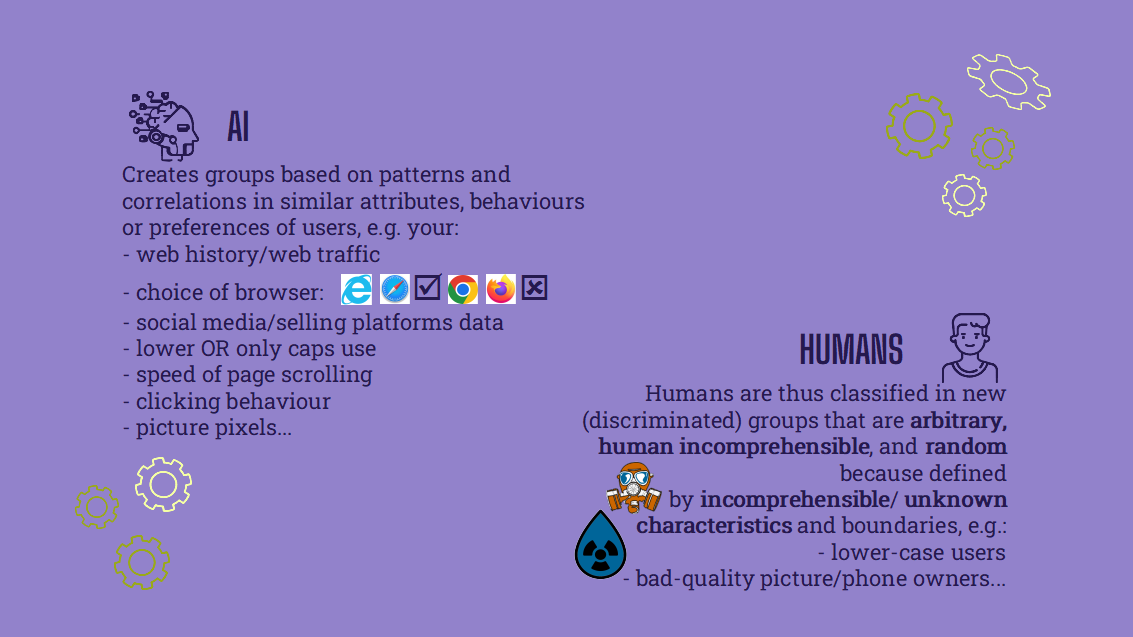 AI
Creates groups based on patterns and
correlations in similar attributes, behaviours
or preferences of users, e.g. your:
- web history/web traffic
- choice of browser:
- social media/selling platforms data
- lower OR only caps use
- speed of page scrolling
- clicking behaviour
- picture pixels...
HUMANS
Humans are thus classified in new
(discriminated) groups that are arbitrary,
human incomprehensible, and random
because defined
by incomprehensible/ unknown
characteristics and boundaries, e.g.:
- lower-case users
- bad-quality picture/phone owners...